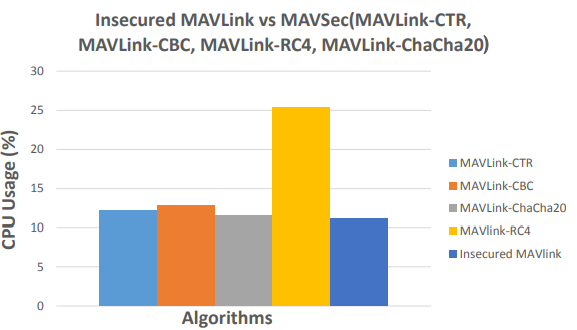 Insecured MAVLink vs MAVSec(MAVLink-CTR,
MAVLink-CBC, MAVLink-RC4, MAVLink-ChaCha20)
30
25
20
15
10
5
0
CPU Usage (%)
Algorithms
MAVLink-CTR
MAVLink-CBC
MAVLink-ChaCha20
MAVlink-RC4
Insecured MAVlink